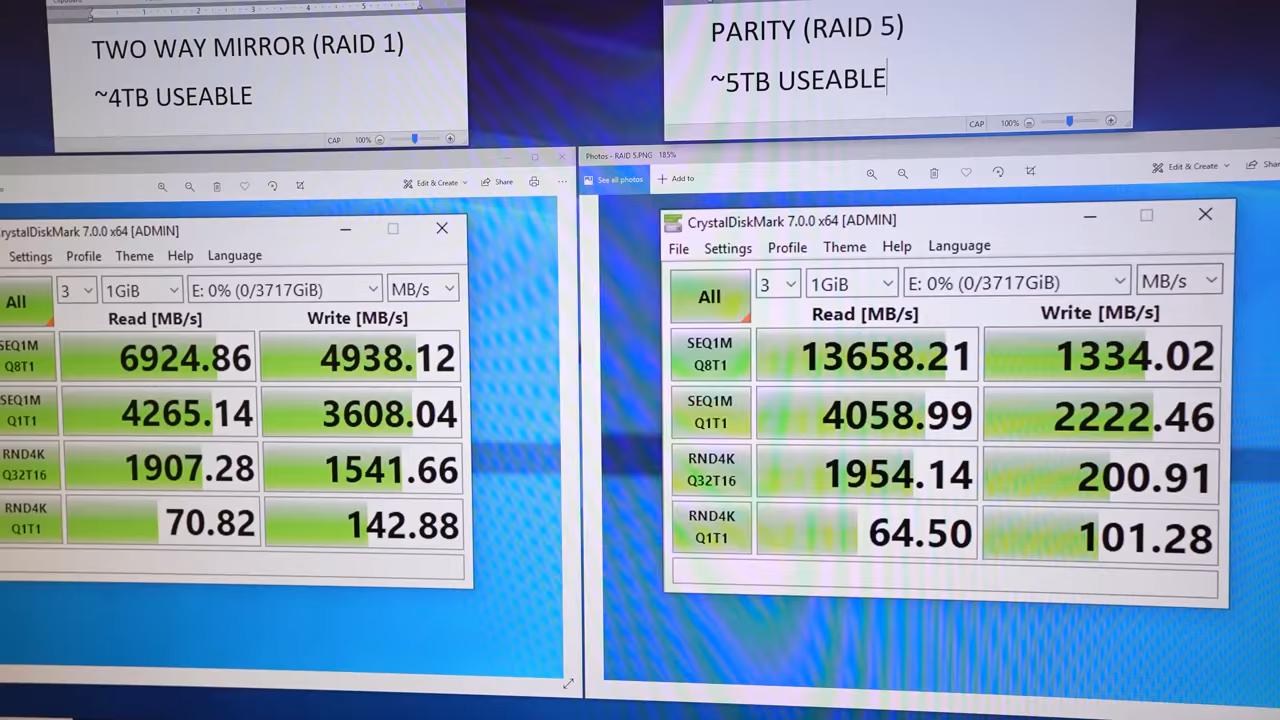 TWO WAY MIRROR (RAID 1)
~4TB USEABLE
CAP 100%
PARITY (RAID 5)
~5TB USEABLE
CAP 100%
Edit & Create
Share
CrystalDiskMark 7.0.0 x64 [ADMIN]
Settings Profile Theme Help Language
All 3 1GiB E: 0% (0/3717GiB) MB/s
Read [MB/s] Write [MB/s]
SEQ1M
Q8T1
6924.86 4938.12
SEQ1M
Q1T1
4265.14 3608.04
RND4K
Q32T16
1907.28 1541.66
RND4K
Q1T1
70.82 142.88
Photos - RAID 5.PNG 185%
See all photos + Add to
Edit & Create
CrystalDiskMark 7.0.0 x64 [ADMIN]
File Settings Profile Theme Help Language
All 3 1GiB E: 0% (0/3717GiB) MB/s
Read [MB/s] Write [MB/s]
SEQ1M
Q8T1
13658.21 1334.02
SEQ1M
Q1T1
4058.99 2222.46
RND4K
Q32T16
1954.14 200.91
RND4K
Q1T1
64.50 101.28